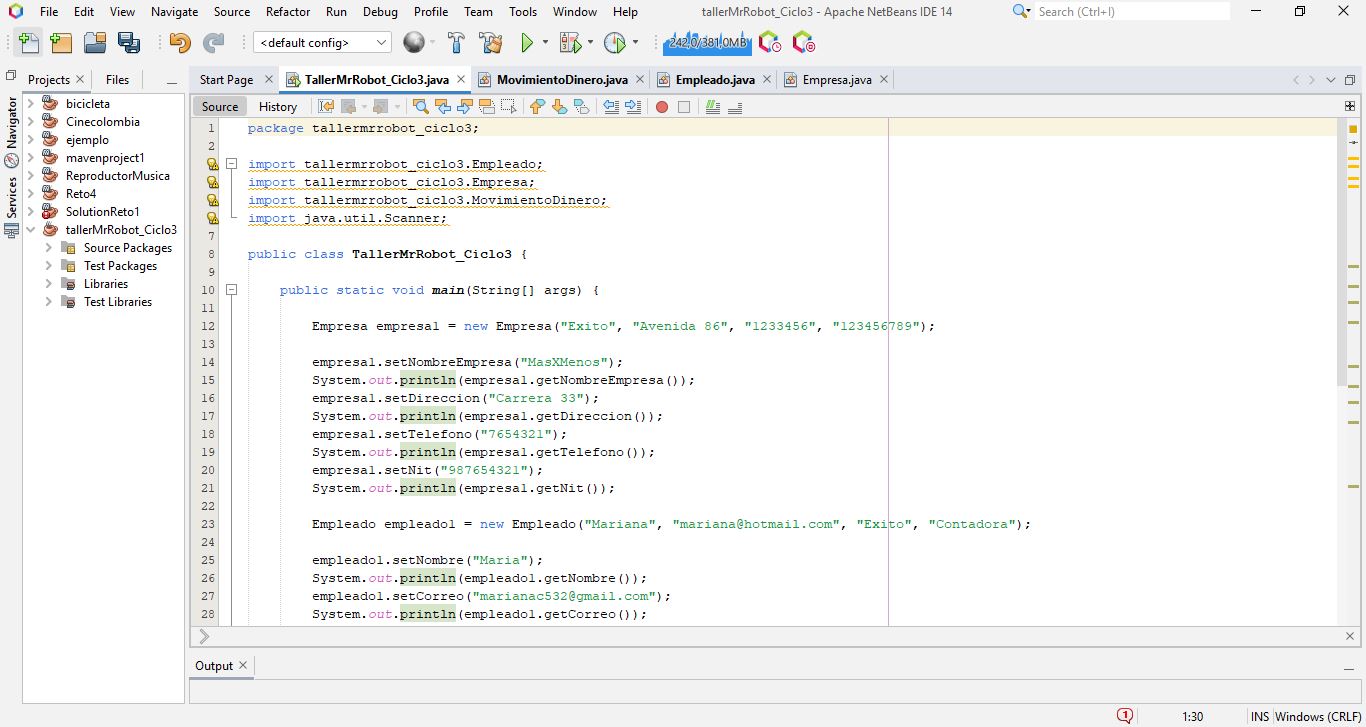 File Edit View Navigate Source Refactor Run Debug Profile Team Tools Window Help tallerMrRobot_Ciclo3 - Apache NetBeans IDE 14 Search (Ctrl+I)
<default config> 242,0/381,0MB
Projects Files Start Page TallerMrRobot_Ciclo3.java MovimientoDinero.java Empleado.java Empresa.java
Source History
Navigator
Services
bicicleta
Cinecolombia
ejemplo
mavenproject1
ReproductorMusica
Reto4
SolutionReto1
tallerMrRobot_Ciclo3
Source Packages
Test Packages
Libraries
Test Libraries
1 package tallermrrobot_ciclo3;
2
import tallermrrobot_ciclo3.Empleado;
import tallermrrobot_ciclo3.Empresa;
import tallermrrobot_ciclo3.MovimientoDinero;
import java.util.Scanner;
7
8 public class TallerMrRobot_Ciclo3 {
9
10 public static void main(String[] args) {
11
12 Empresa empresa1 = new Empresa("Exito", "Avenida 86", "1233456", "123456789");
13
14 empresa1.setNombreEmpresa("MasXMenos");
15 System.out.println(empresa1.getNombreEmpresa());
16 empresa1.setDireccion("Carrera 33");
17 System.out.println(empresa1.getDireccion());
18 empresa1.setTelefono("7654321");
19 System.out.println(empresa1.getTelefono());
20 empresa1.setNit("987654321");
21 System.out.println(empresa1.getNit());
22
23 Empleado empleado1 = new Empleado("Mariana", "mariana@hotmail.com", "Exito", "Contadora");
24
25 empleado1.setNombre("Maria");
26 System.out.println(empleado1.getNombre());
27 empleado1.setCorreo("marianac532@gmail.com");
28 System.out.println(empleado1.getCorreo());
Output
1 1:30 INS Windows (CRLF)